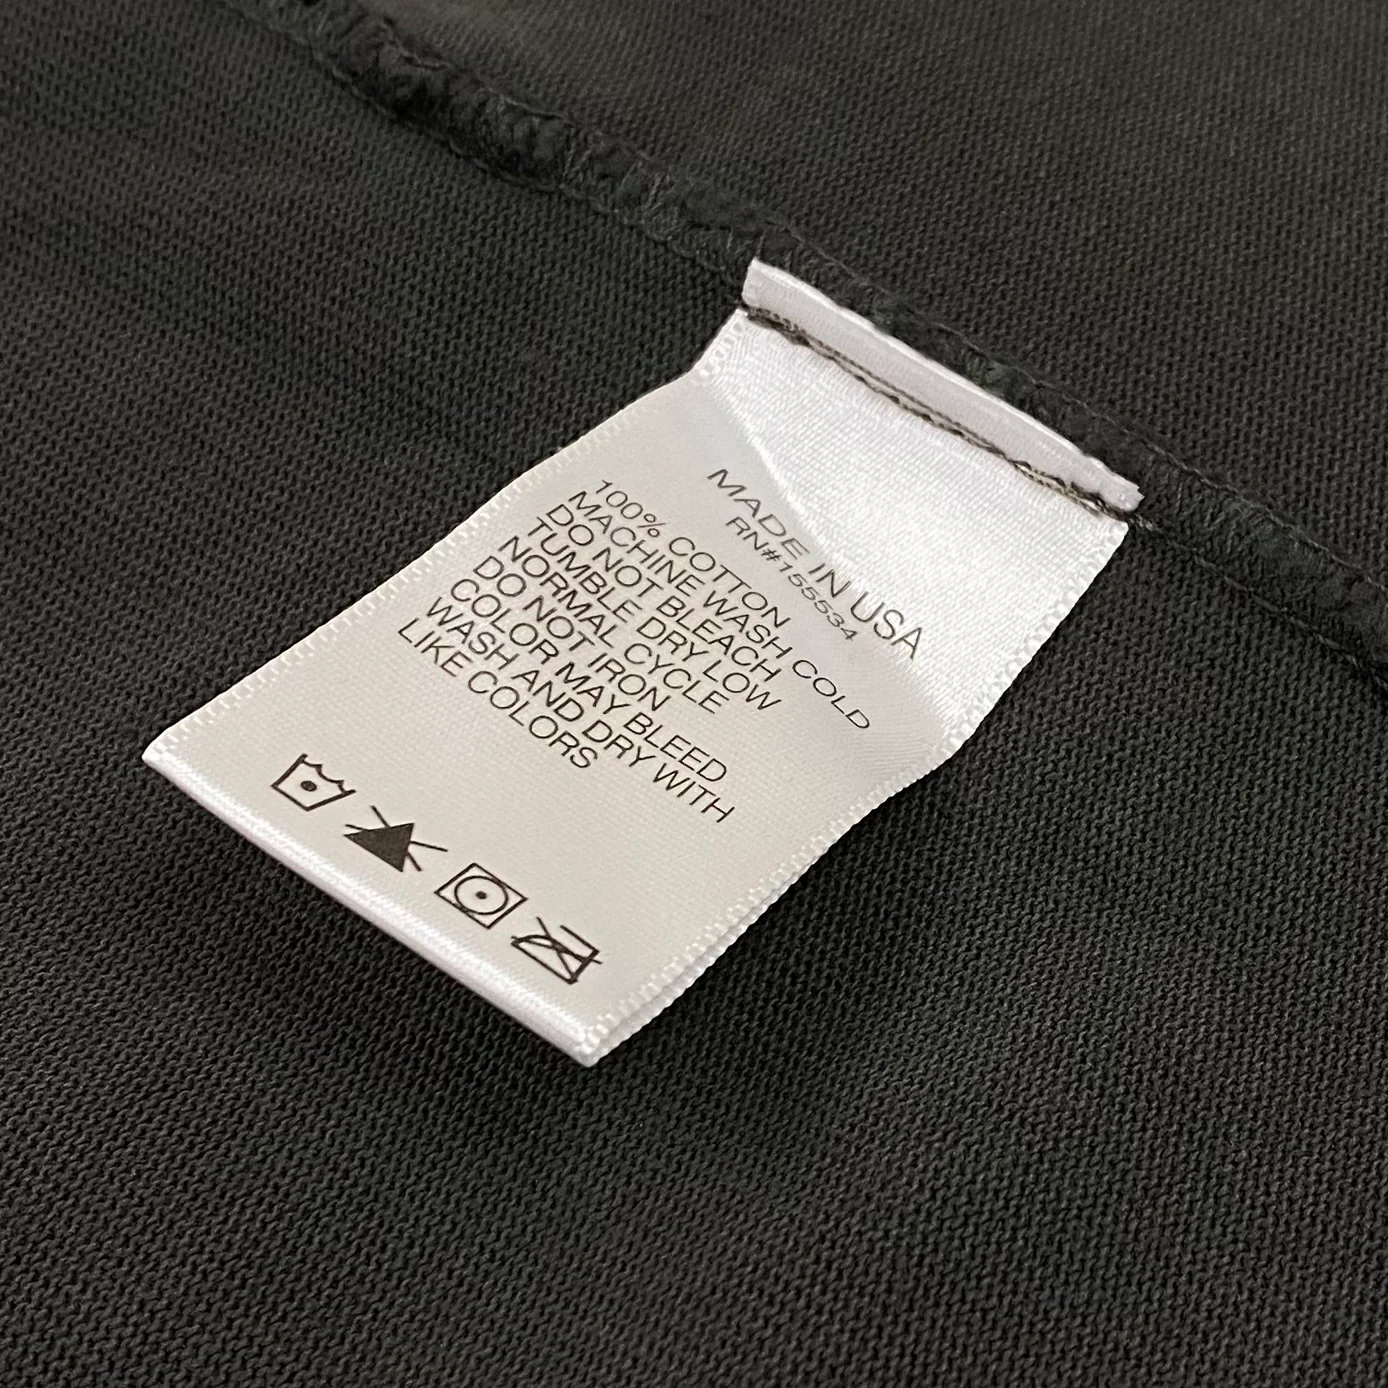 MADE IN USA
RN#155534
100% COTTON
MACHINE WASH COLD
DO NOT BLEACH
TUMBLE DRY LOW
NORMAL CYCLE
DO NOT IRON
COLOR MAY BLEED
WASH AND DRY WITH
LIKE COLORS